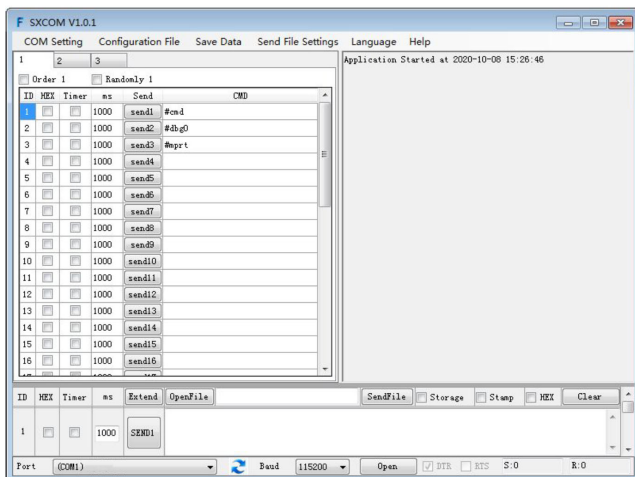 F SXCOM V1.0.1
COM Setting Configuration File Save Data Send File Settings Language Help
1 2 3
Order 1 Randomly 1
ID HEX Timer ms Send CMD
1 1000 send1 #cmd
2 1000 send2 #dbg0
3 1000 send3 #mprt
4 1000 send4
5 1000 send5
6 1000 send6
7 1000 send7
8 1000 send8
9 1000 send9
10 1000 send10
11 1000 send11
12 1000 send12
13 1000 send13
14 1000 send14
15 1000 send15
16 1000 send16
Application Started at 2020-10-08 15:26:46
ID HEX Timer ms Extend OpenFile SendFile Storage Stamp HEX Clear
1 1000 SEND1
Port (COM1) Baud 115200 Open DTR RTS S:0 R:0